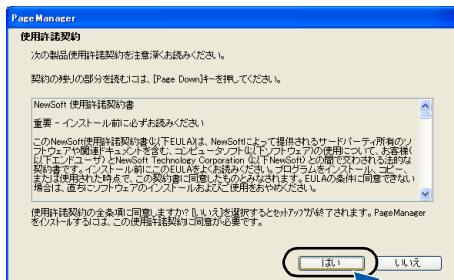 PageManager
使用許諾契約
次の製品使用許諾契約を注意深くお読みください。
契約の残りの部分を読むには、[Page Down]キーを押してください。
NewSoft 使用許諾契約書
重要 - インストール前に必ずお読みください
このNewSoft使用許諾契約書(以下EULA)は、NewSoftによって提供されるサードパーティー所有のソ
フトウェアや関連ドキュメントを含む、コンピュータソフト(以下ソフトウェア)の使用について、お客様(
以下エンドユーザ)とNewSoft Technology Corporation (以下NewSoft) との間で交わされる法的な
契約書です。インストール前にこのEULAをよくお読みください。プログラムをインストール、コピー、
または使用された時点で、この契約書に同意したものとみなされます。EULAの条件に同意できない
場合は、直ちにソフトウェアのインストールおよびご使用をおやめください。
使用許諾契約の全条項に同意しますか? [いいえ]を選択するとセットアップが終了されます。PageManager
をインストールするには、この使用許諾契約に同意が必要です。
はい
いいえ